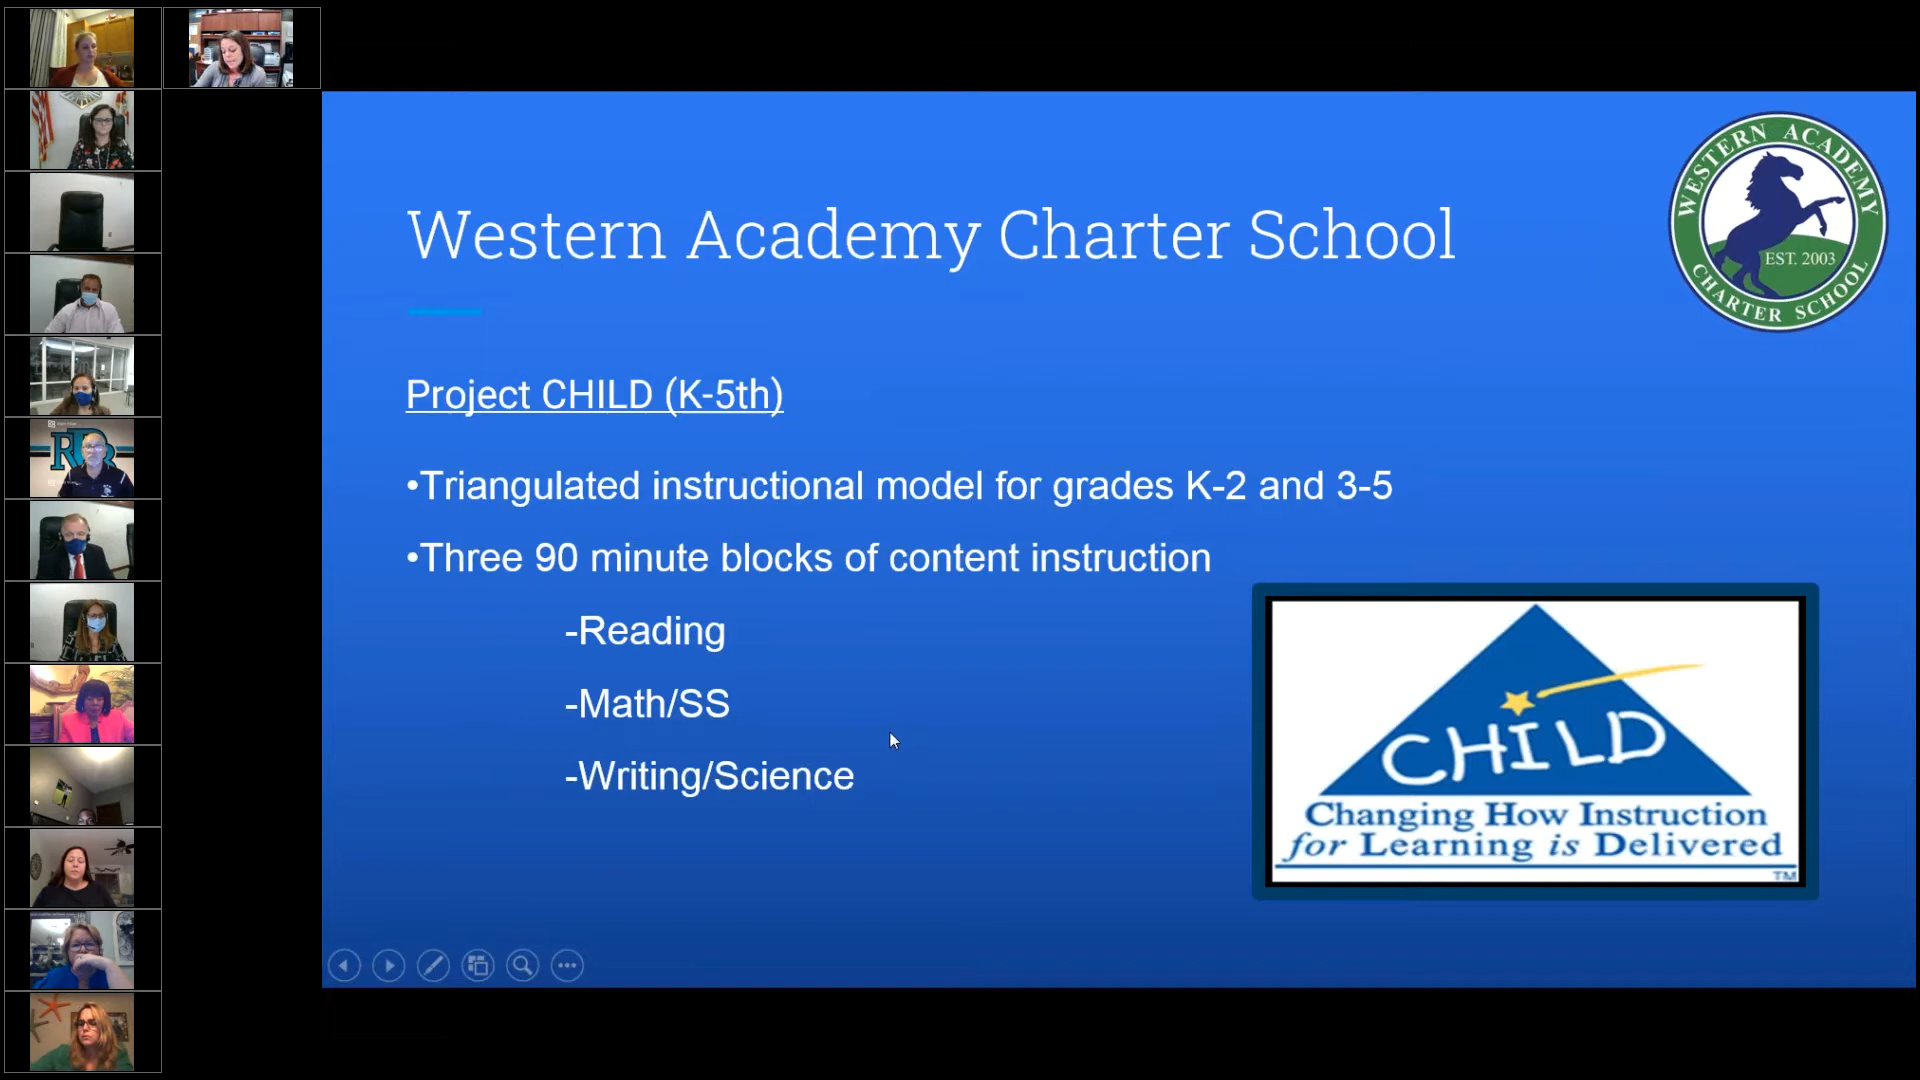 Western Academy Charter School
WESTERN ACADEMY
EST. 2003
CHARTER SCHOOL
Project CHILD (K-5th)
•Triangulated instructional model for grades K-2 and 3-5
•Three 90 minute blocks of content instruction
-Reading
-Math/SS
-Writing/Science
CHILD
Changing How Instruction
for Learning is Delivered
TM